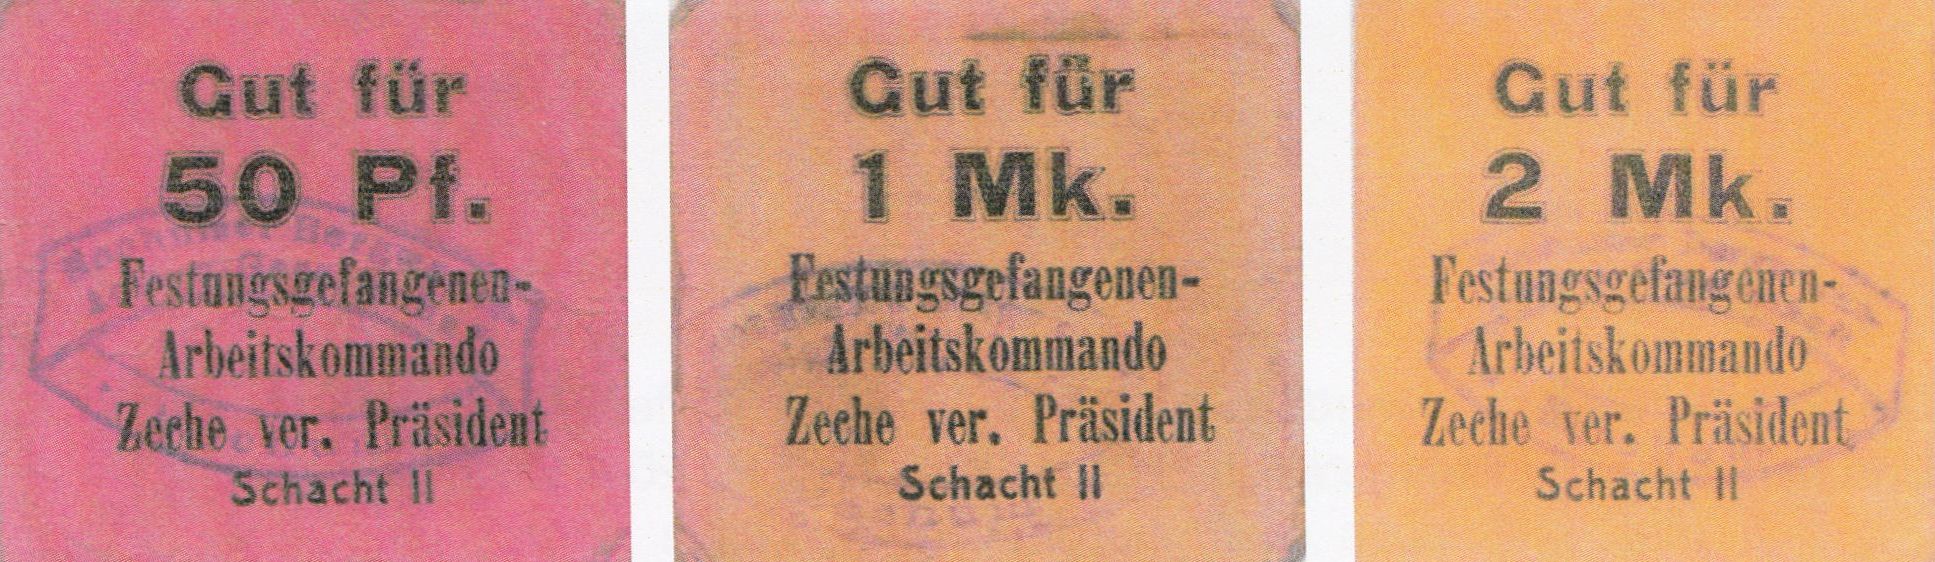 Gut für
50 Pf.
Festungsgefangenen-
Arbeitskommando
Zeche ver. Präsident
Schacht II
Gut für
1 Mk.
Festungsgefangenen-
Arbeitskommando
Zeche ver. Präsident
Schacht II
Gut für
2 Mk.
Festungsgefangenen-
Arbeitskommando
Zeche ver. Präsident
Schacht II